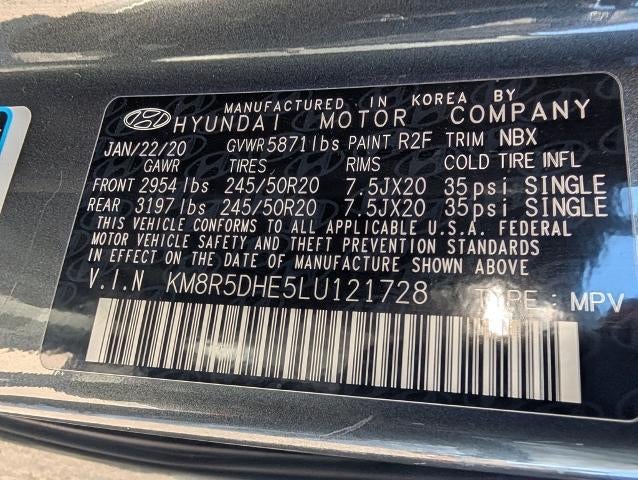 MANUFACTURED IN KOREA BY
HYUNDAI MOTOR COMPANY
JAN/22/20 GVWR 5871lbs PAINT R2F TRIM NBX
GAWR TIRES RIMS COLD TIRE INFL
FRONT 2954 lbs 245/50R20 7.5JX20 35psi SINGLE
REAR 3197 lbs 245/50R20 7.5JX20 35psi SINGLE
THIS VEHICLE CONFORMS TO ALL APPLICABLE U.S.A. FEDERAL
MOTOR VEHICLE SAFETY AND THEFT PREVENTION STANDARDS
IN EFFECT ON THE DATE OF MANUFACTURE SHOWN ABOVE
V.I.N KM8R5DHE5LU121728 TYPE: MPV